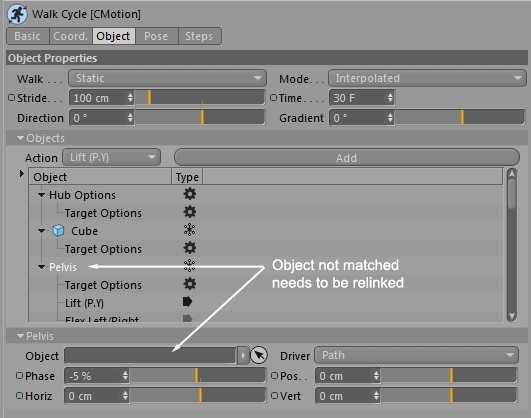 Walk Cycle [CMotion]
Basic Coord. Object Pose Steps
Object Properties
Walk . . . Static Mode . . Interpolated
Stride . . . 100 cm Time . . . 30 F
Direction 0 ° Gradient 0 °
Objects
Action Lift (P.Y) Add
Object Type
Hub Options
Target Options
Cube
Target Options
Pelvis
Object not matched
needs to be relinked
Target Options
Lift (P.Y)
Flex Left/Right
Pelvis
Object Driver Path
Phase -5 % Pos. . 0 cm
Horiz 0 cm Vert 0 cm